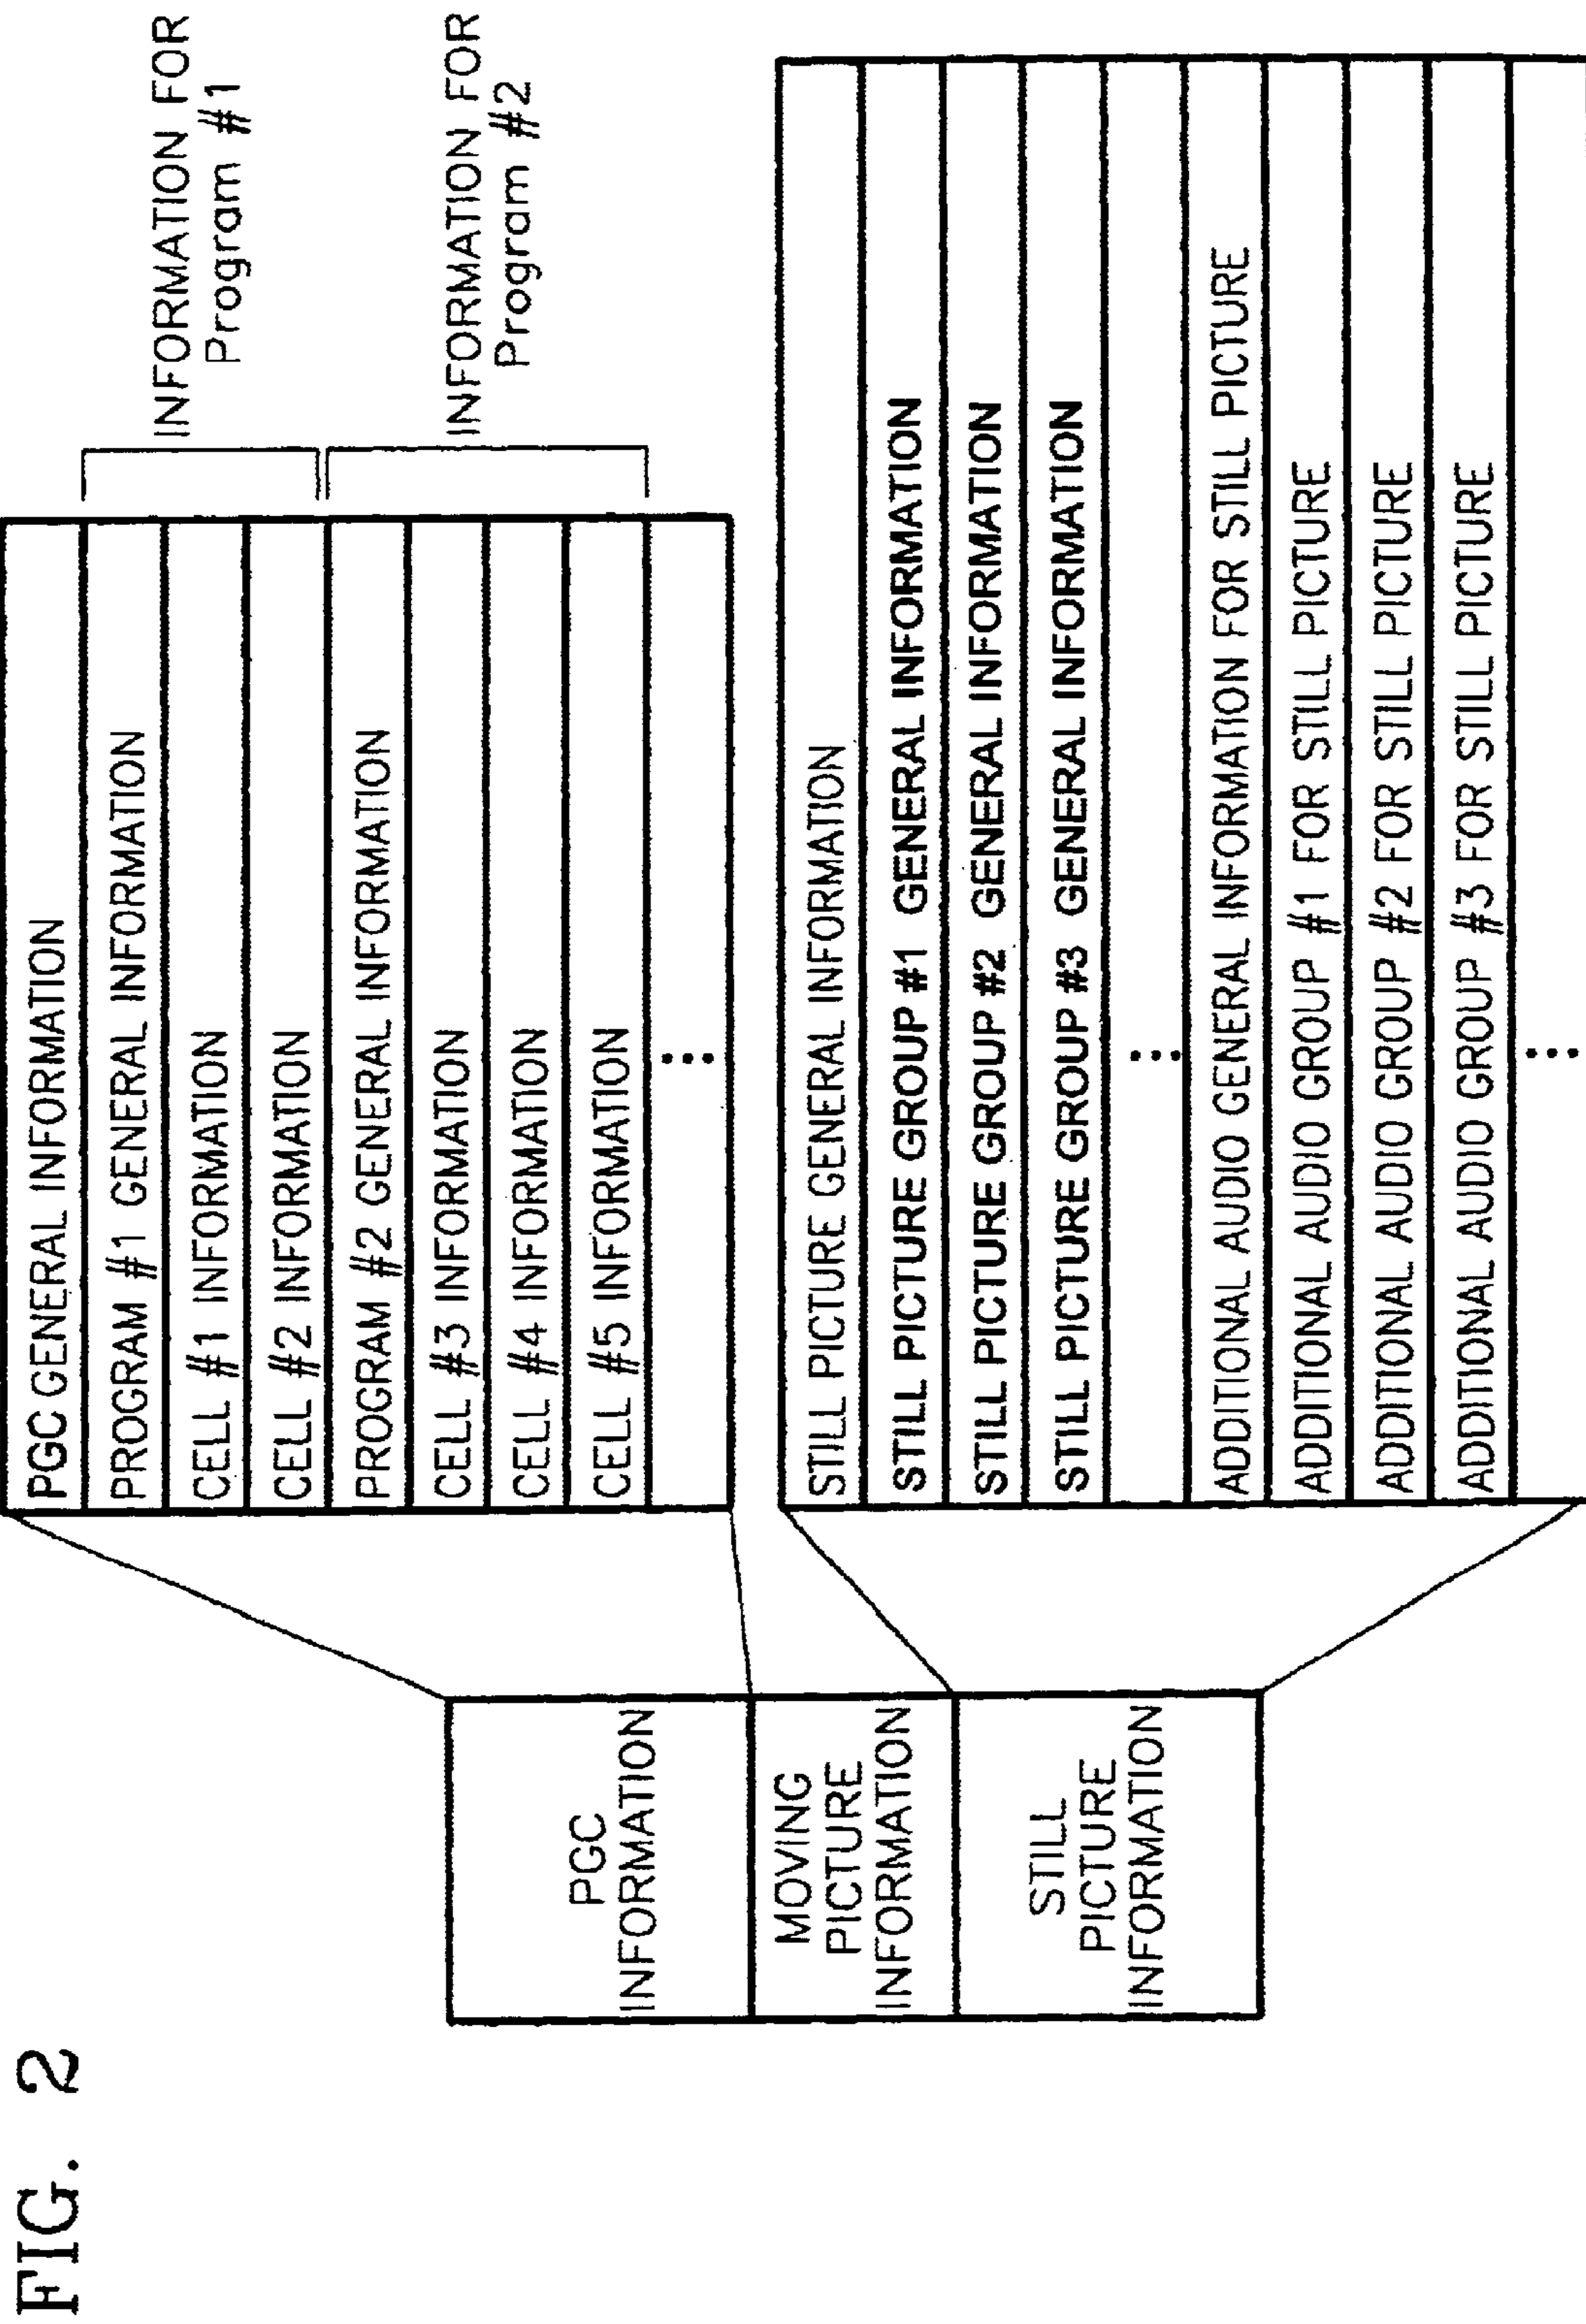 FIG. 2
PGC
INFORMATION
MOVING
PICTURE
INFORMATION
STILL
PICTURE
INFORMATION
PGC GENERAL INFORMATION
PROGRAM #1 GENERAL INFORMATION
CELL #1 INFORMATION
CELL #2 INFORMATION
PROGRAM #2 GENERAL INFORMATION
CELL #3 INFORMATION
CELL #4 INFORMATION
CELL #5 INFORMATION
...
INFORMATION FOR
Program #1
INFORMATION FOR
Program #2
STILL PICTURE GENERAL INFORMATION
STILL PICTURE GROUP #1 GENERAL INFORMATION
STILL PICTURE GROUP #2 GENERAL INFORMATION
STILL PICTURE GROUP #3 GENERAL INFORMATION
...
ADDITIONAL AUDIO GENERAL INFORMATION FOR STILL PICTURE
ADDITIONAL AUDIO GROUP #1 FOR STILL PICTURE
ADDITIONAL AUDIO GROUP #2 FOR STILL PICTURE
ADDITIONAL AUDIO GROUP #3 FOR STILL PICTURE
...